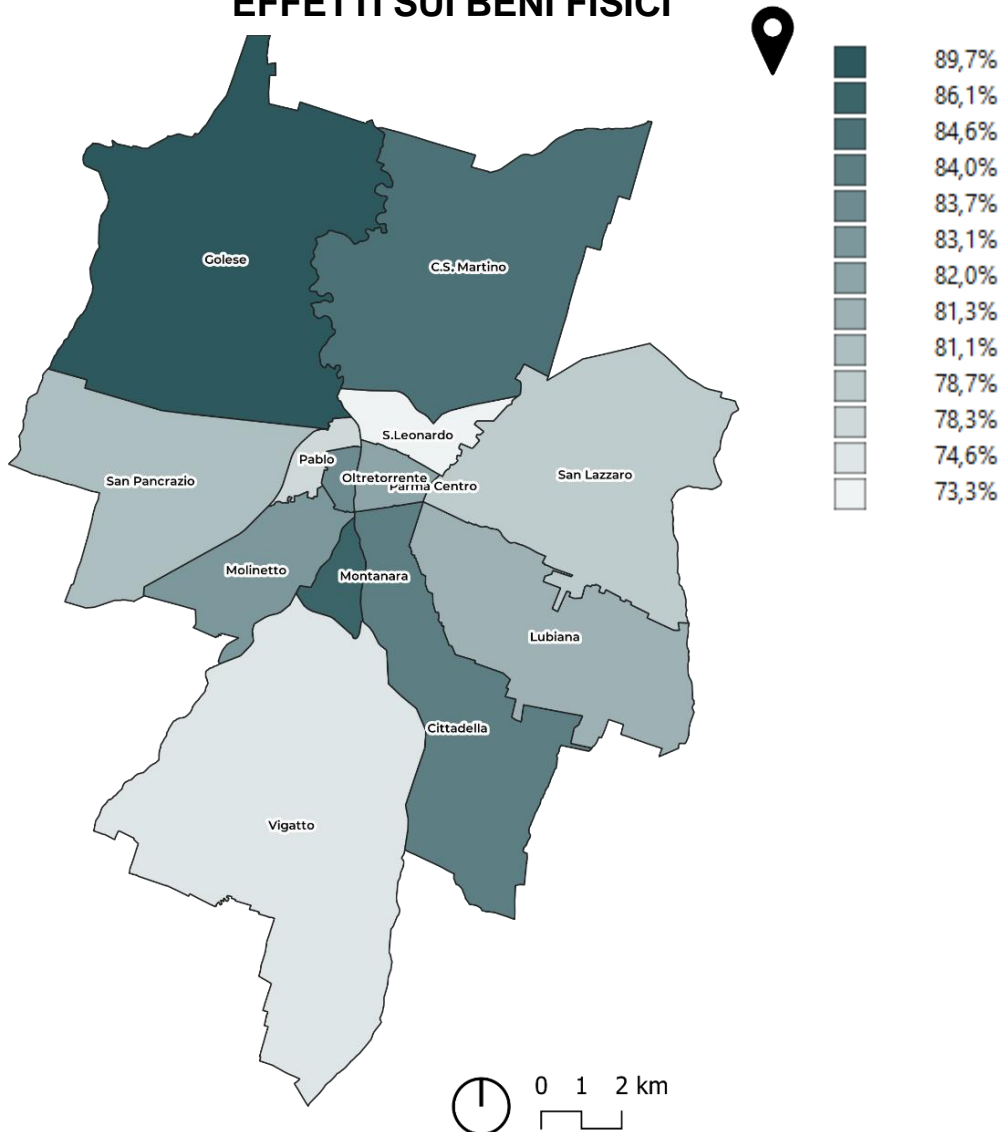 EFFETTI SUI BENI FISICI
89,7%
86,1%
84,6%
84,0%
83,7%
83,1%
82,0%
81,3%
81,1%
78,7%
78,3%
74,6%
73,3%
Golese
C.S. Martino
S.Leonardo
Pablo
San Pancrazio
Oltretorrente
Parma Centro
San Lazzaro
Molinetto
Montanara
Lubiana
Cittadella
Vigatto
0 1 2 km